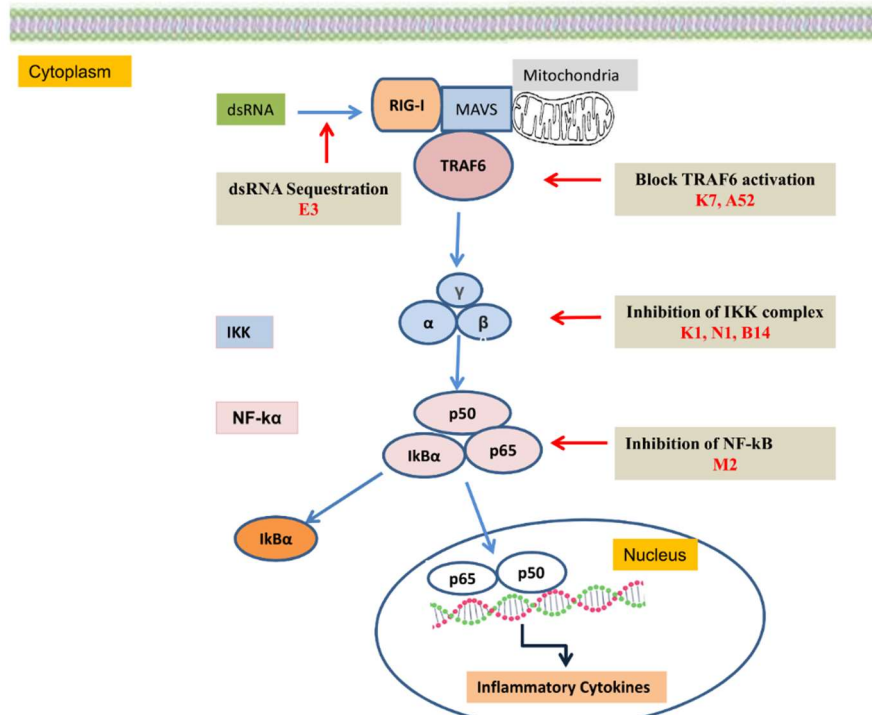 Cytoplasm
Mitochondria
dsRNA
RIG-I
MAVS
TRAF6
dsRNA Sequestration
E3
Block TRAF6 activation
K7, A52
γ
α
β
IKK
Inhibition of IKK complex
K1, N1, B14
NF-kα
p50
IkBα
p65
Inhibition of NF-kB
M2
IkBα
Nucleus
p65
p50
Inflammatory Cytokines